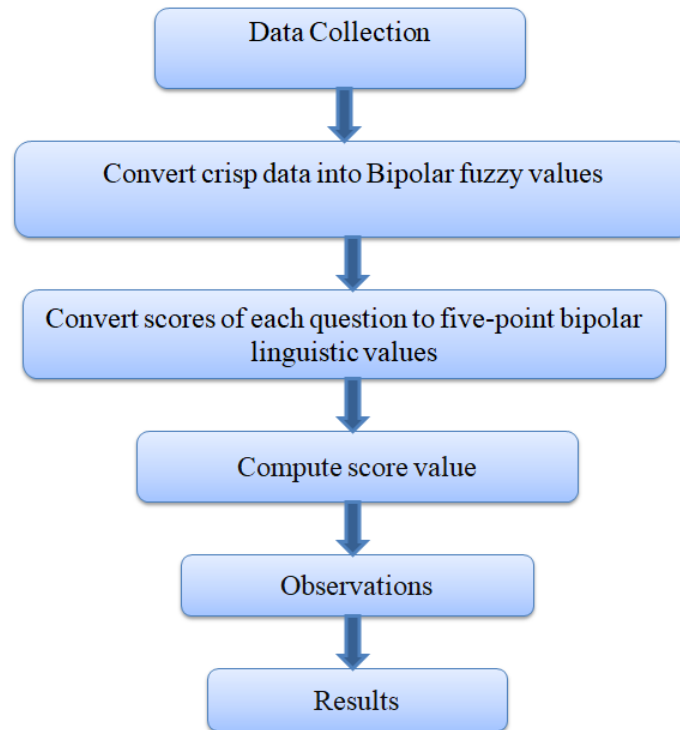 Data Collection
Convert crisp data into Bipolar fuzzy values
Convert scores of each question to five-point bipolar
linguistic values
Compute score value
Observations
Results